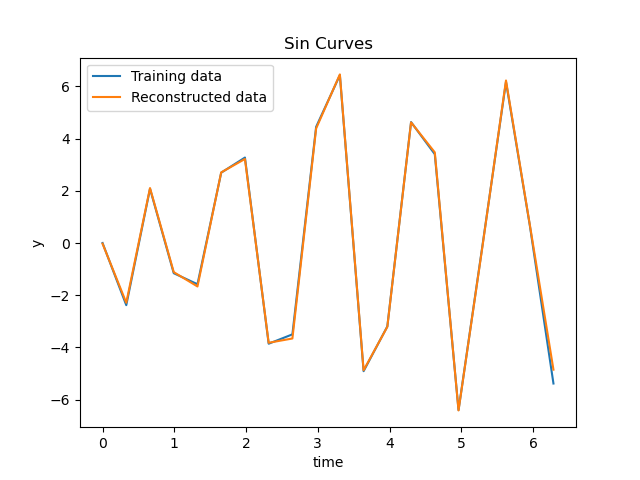 Sin Curves
Training data
Reconstructed data
6
4
2
0
−2
−4
−6
y
0 1 2 3 4 5 6
time